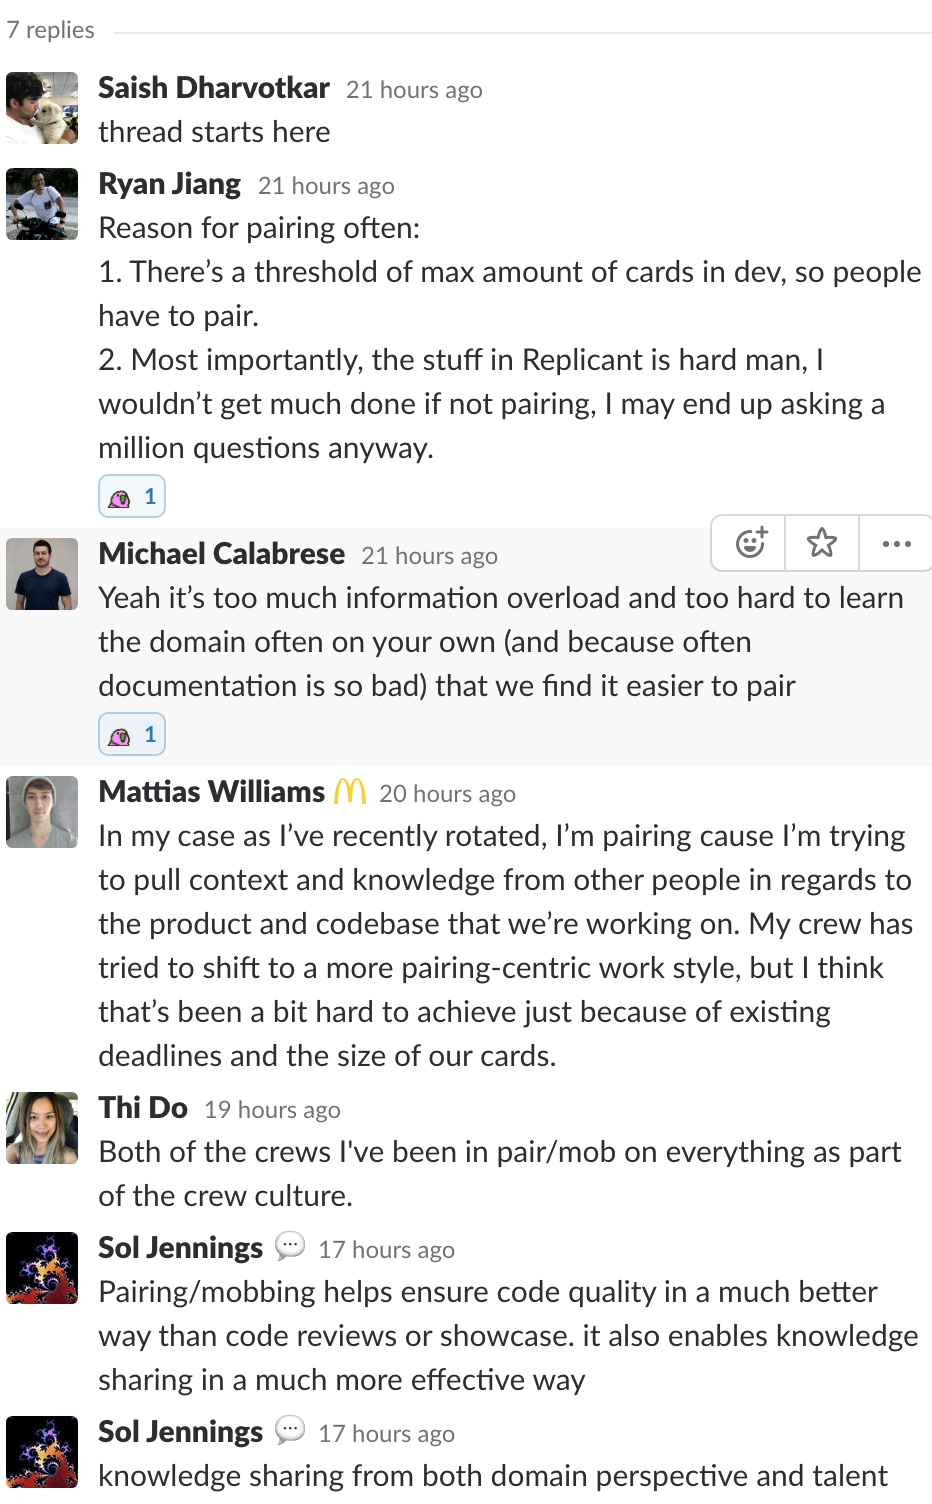 7 replies
Saish Dharvotkar 21 hours ago
thread starts here
Ryan Jiang 21 hours ago
Reason for pairing often:
1. There’s a threshold of max amount of cards in dev, so people
have to pair.
2. Most importantly, the stuff in Replicant is hard man, I
wouldn’t get much done if not pairing, I may end up asking a
million questions anyway.
1
Michael Calabrese 21 hours ago
Yeah it’s too much information overload and too hard to learn
the domain often on your own (and because often
documentation is so bad) that we find it easier to pair
1
Mattias Williams 20 hours ago
In my case as I’ve recently rotated, I’m pairing cause I’m trying
to pull context and knowledge from other people in regards to
the product and codebase that we’re working on. My crew has
tried to shift to a more pairing-centric work style, but I think
that’s been a bit hard to achieve just because of existing
deadlines and the size of our cards.
Thi Do 19 hours ago
Both of the crews I've been in pair/mob on everything as part
of the crew culture.
Sol Jennings 17 hours ago
Pairing/mobbing helps ensure code quality in a much better
way than code reviews or showcase. it also enables knowledge
sharing in a much more effective way
Sol Jennings 17 hours ago
knowledge sharing from both domain perspective and talent